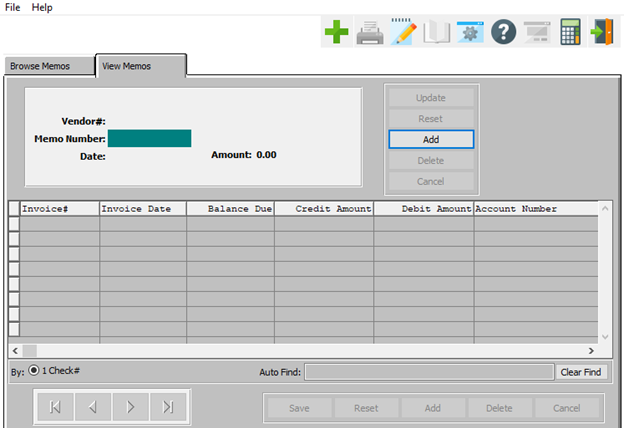 File Help
?
Browse Memos View Memos
Vendor#:
Memo Number:
Date: Amount: 0.00
Update
Reset
Add
Delete
Cancel
Invoice# Invoice Date Balance Due Credit Amount Debit Amount Account Number
By: 1 Check# Auto Find: Clear Find
Save Reset Add Delete Cancel